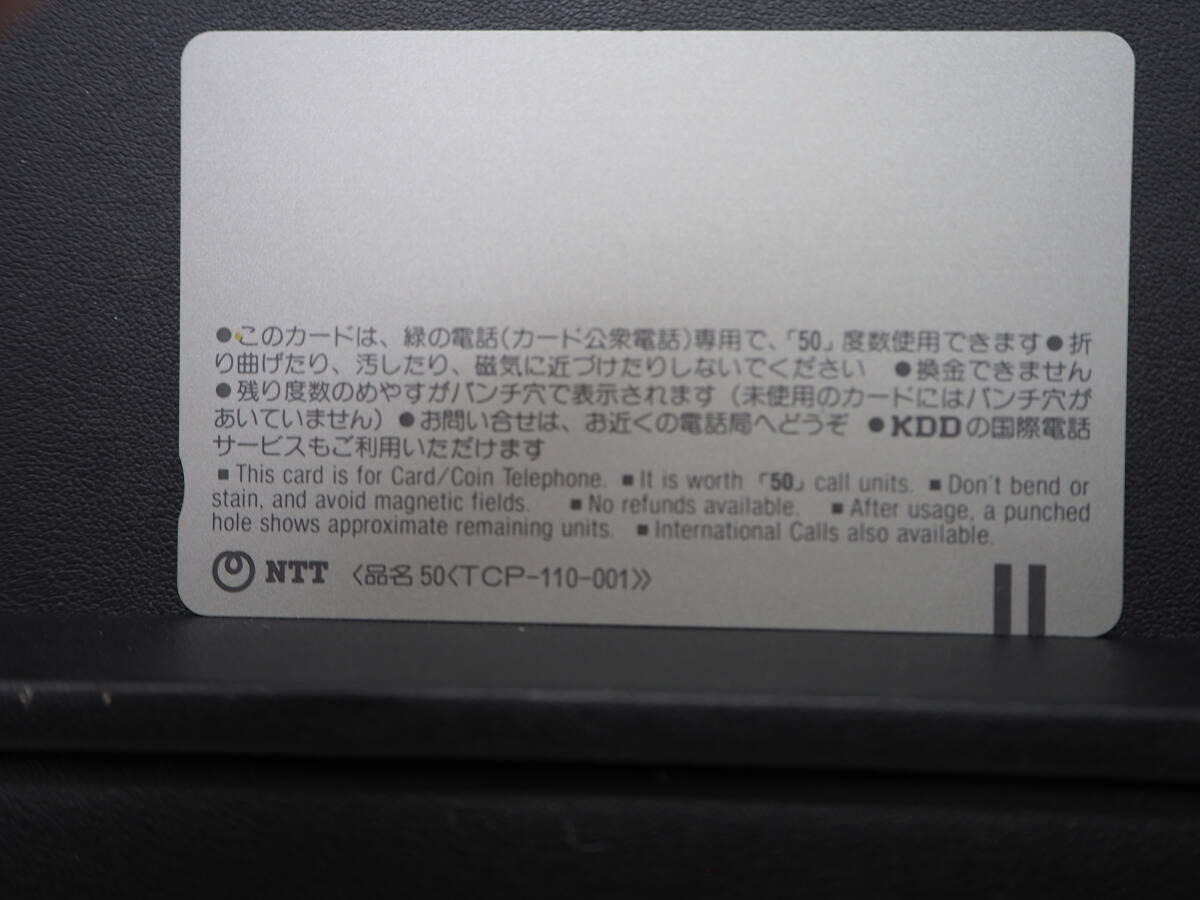 ●このカードは、緑の電話(カード公衆電話)専用で、「50」度数使用できます●折
り曲げたり、汚したり、磁気に近づけたりしないでください ●換金できません
●残り度数のめやすがパンチ穴で表示されます(未使用のカードにはパンチ穴が
あいていません)●お問い合せは、お近くの電話局へどうぞ ●KDDの国際電話
サービスもご利用いただけます
■This card is for Card/Coin Telephone. ■It is worth 「50」 call units. ■Don't bend or
stain, and avoid magnetic fields. ■No refunds available. ■After usage, a punched
hole shows approximate remaining units. ■International Calls also available.
NTT 〈品名 50〈TCP-110-001〉〉